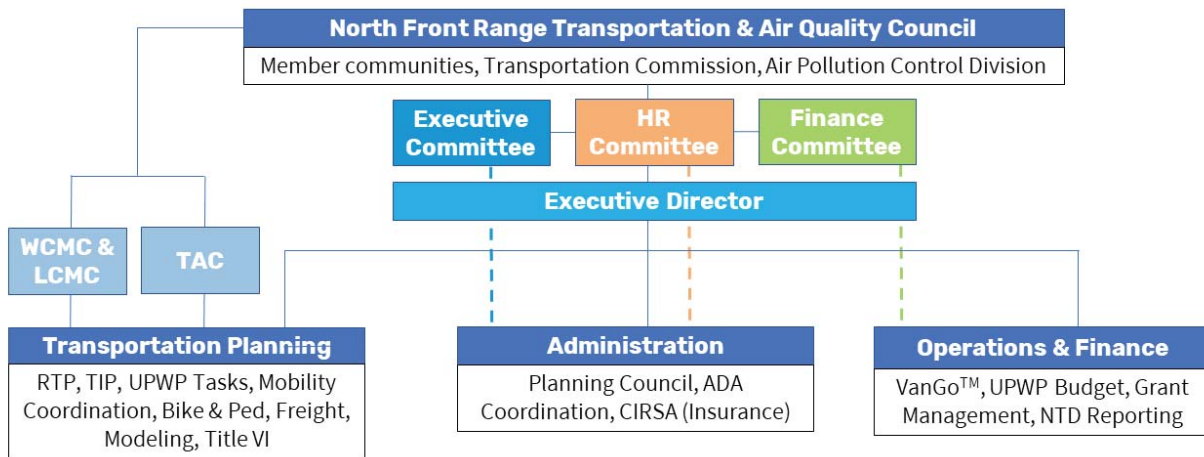 North Front Range Transportation & Air Quality Council
Member communities, Transportation Commission, Air Pollution Control Division
Executive
Committee
HR
Committee
Finance
Committee
Executive Director
WCMC &
LCMC
TAC
Transportation Planning
RTP, TIP, UPWP Tasks, Mobility
Coordination, Bike & Ped, Freight,
Modeling, Title VI
Administration
Planning Council, ADA
Coordination, CIRSA (Insurance)
Operations & Finance
VanGo™, UPWP Budget, Grant
Management, NTD Reporting